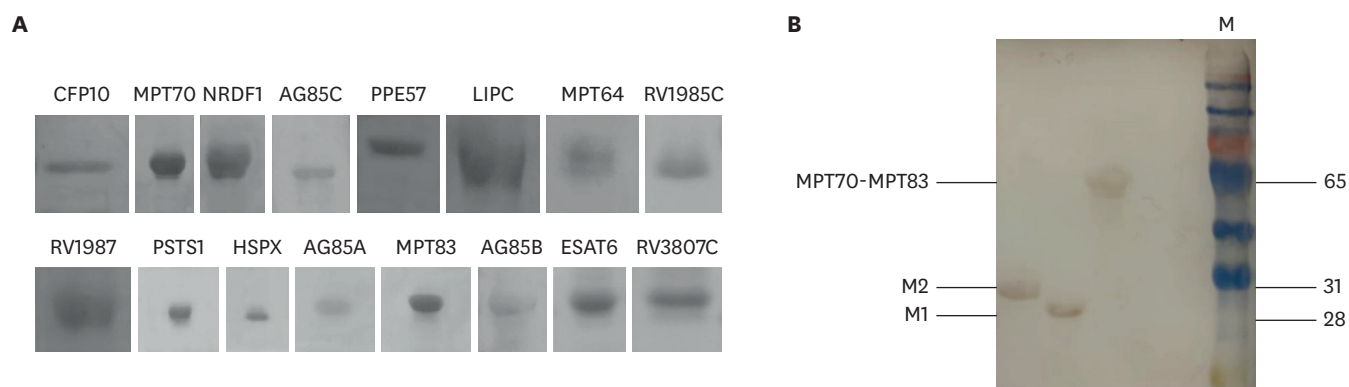 A
CFP10 MPT70 NRDF1 AG85C PPE57 LIPC MPT64 RV1985C
RV1987 PSTS1 HSPX AG85A MPT83 AG85B ESAT6 RV3807C
B
M
MPT70-MPT83
65
M2
31
M1
28